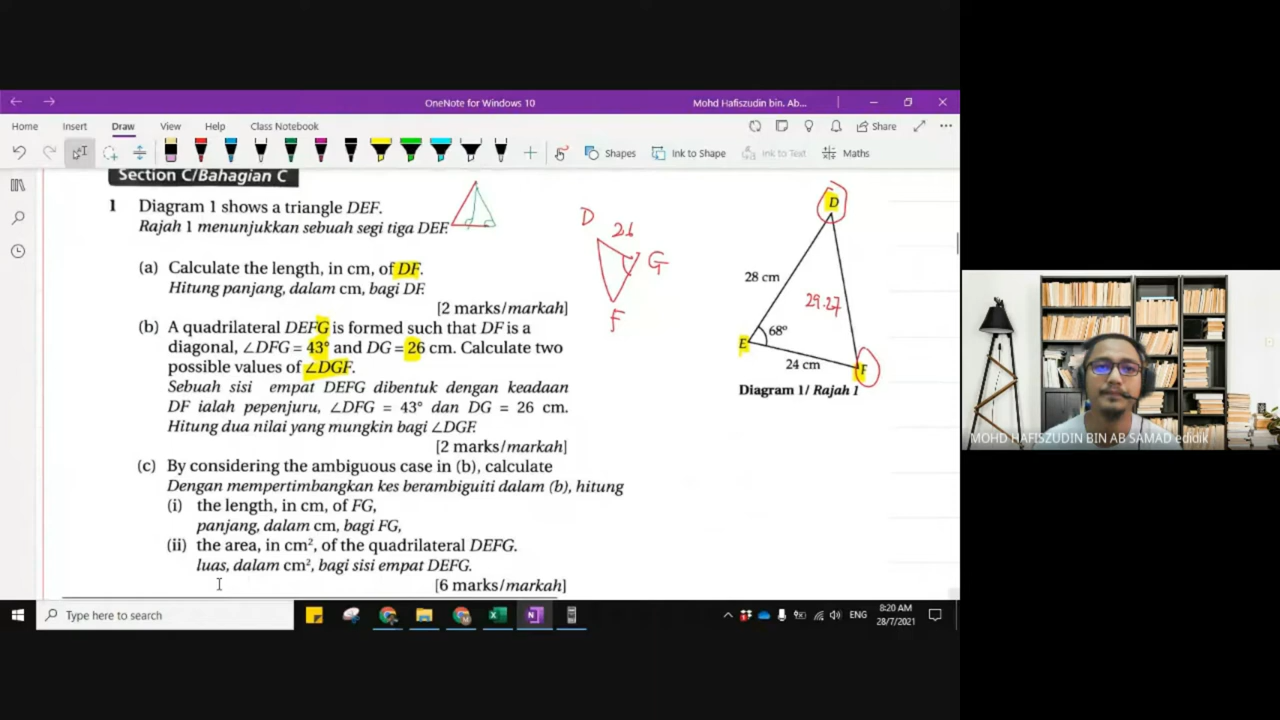 OneNote for Windows 10
Mohd Hafiszudin bin. Ab...
Home
Insert
Draw
View
Help
Class Notebook
Share
Shapes
Ink to Shape
Ink to Text
Maths
Section C/Bahagian C
1 Diagram 1 shows a triangle DEF.
Rajah 1 menunjukkan sebuah segi tiga DEF.
(a) Calculate the length, in cm, of DF.
Hitung panjang, dalam cm, bagi DF.
[2 marks/markah]
(b) A quadrilateral DEFG is formed such that DF is a
diagonal, ∠DFG = 43° and DG = 26 cm. Calculate two
possible values of ∠DGF.
Sebuah sisi empat DEFG dibentuk dengan keadaan
DF ialah pepenjuru, ∠DFG = 43° dan DG = 26 cm.
Hitung dua nilai yang mungkin bagi ∠DGF.
[2 marks/markah]
(c) By considering the ambiguous case in (b), calculate
Dengan mempertimbangkan kes berambiguiti dalam (b), hitung
(i) the length, in cm, of FG,
panjang, dalam cm, bagi FG,
(ii) the area, in cm², of the quadrilateral DEFG.
luas, dalam cm², bagi sisi empat DEFG.
[6 marks/markah]
D
26
G
F
D
28 cm
29.27
68°
E
24 cm
F
Diagram 1/ Rajah 1
MOHD HAFISZUDIN BIN AB SAMAD edidik
Type here to search
ENG
8:20 AM
28/7/2021